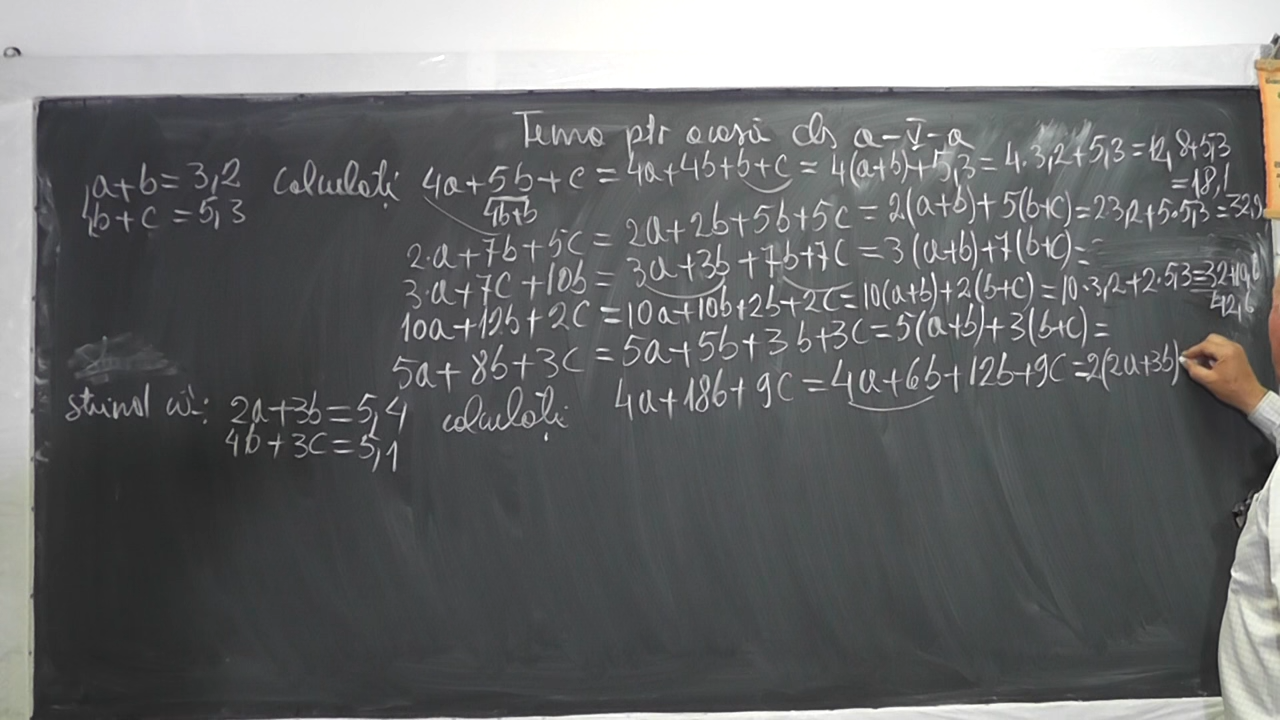 Tema ptr acasă cls a-V-a
a+b=3,2 calculați 4a+5b+c=4a+4b+b+c=4(a+b)+5,3=4·3,2+5,3=12,8+5,3
=18,1
b+c=5,3
4b+b
2·a+7b+5c=2a+2b+5b+5c=2(a+b)+5(b+c)=2·3,2+5·5,3=32,9
3·a+7c+10b=3a+3b+7b+7c=3(a+b)+7(b+c)=
10a+12b+2c=10a+10b+2b+2c=10(a+b)+2(b+c)=10·3,2+2·5,3=32+10,6
=42,6
5a+8b+3c=5a+5b+3b+3c=5(a+b)+3(b+c)=
știind că: 2a+3b=5,4 calculați 4a+18b+9c=4a+6b+12b+9c=2(2a+3b)
4b+3c=5,1